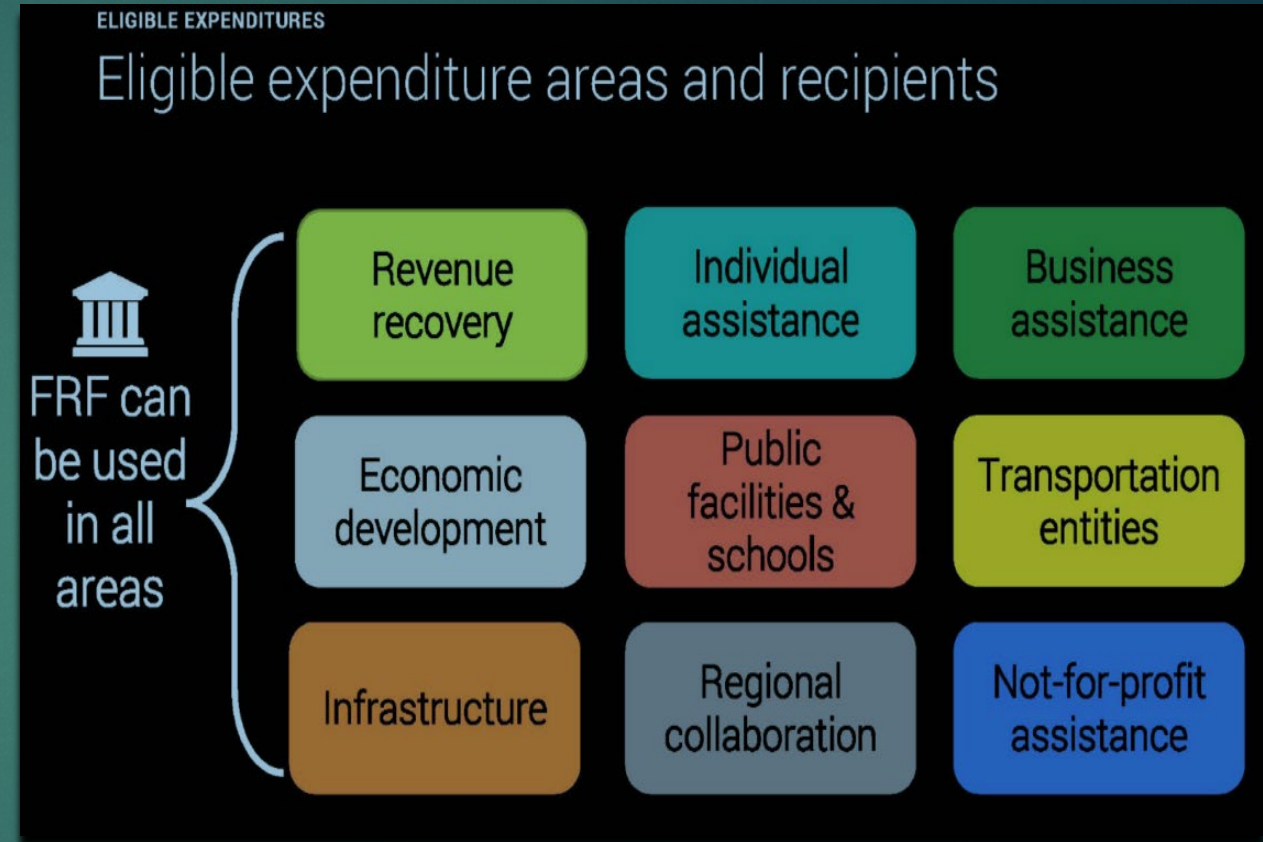 ELIGIBLE EXPENDITURES
Eligible expenditure areas and recipients
FRF can
be used
in all
areas
Revenue
recovery
Individual
assistance
Business
assistance
Economic
development
Public
facilities &
schools
Transportation
entities
Infrastructure
Regional
collaboration
Not-for-profit
assistance